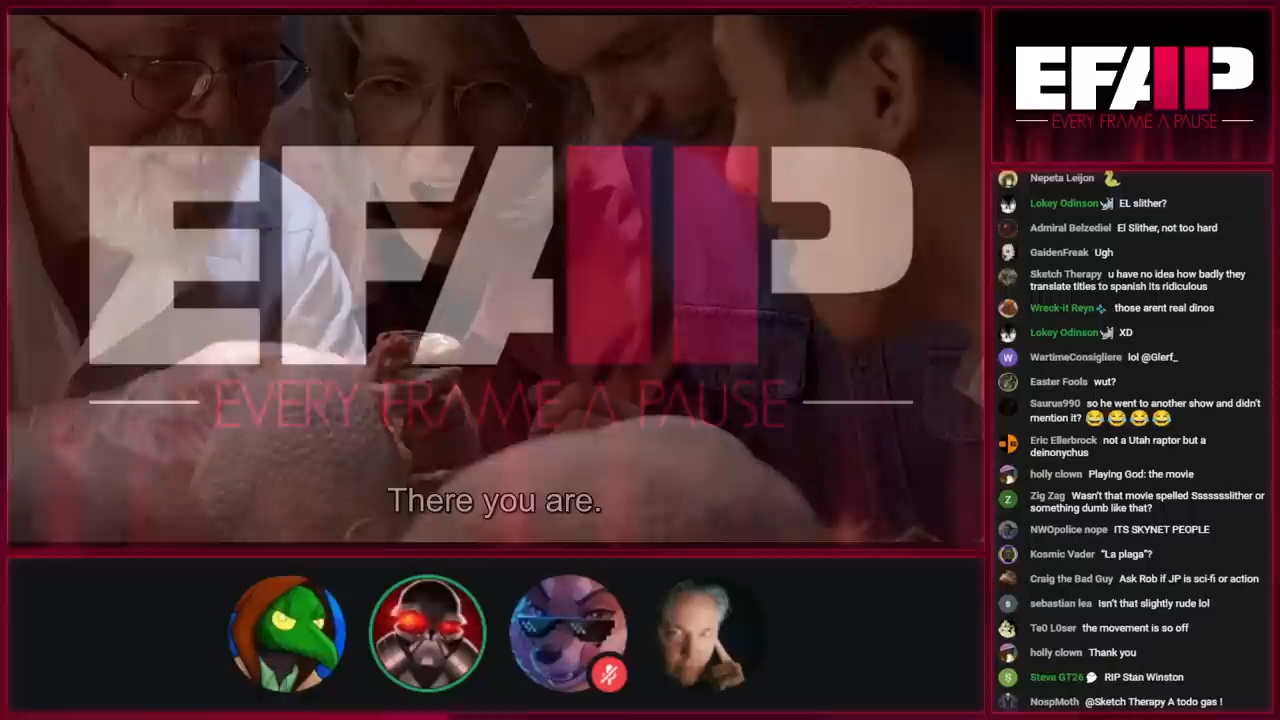 EFAP
EVERY FRAME A PAUSE
There you are.
EFAP
EVERY FRAME A PAUSE
Nepeta Leijon
Lokey Odinson EL slither?
Admiral Belzediel El Slither, not too hard
GaidenFreak Ugh
Sketch Therapy u have no idea how badly they
translate titles to spanish its ridiculous
Wreck-it Reyn those arent real dinos
Lokey Odinson XD
W
WartimeConsigliere lol @Glerf_
Easter Fools wut?
Saurus990 so he went to another show and didn't
mention it? 😂 😂 😂 😂
Eric Ellerbrock not a Utah raptor but a
deinonychus
holly clown Playing God: the movie
Z
Zig Zag Wasn't that movie spelled Ssssssslither or
something dumb like that?
NWOpolice nope ITS SKYNET PEOPLE
Kosmic Vader "La plaga"?
Craig the Bad Guy Ask Rob if JP is sci-fi or action
s
sebastian lea Isn't that slightly rude lol
Te0 L0ser the movement is so off
holly clown Thank you
S
Steve GT26 RIP Stan Winston
NospMoth @Sketch Therapy A todo gas !